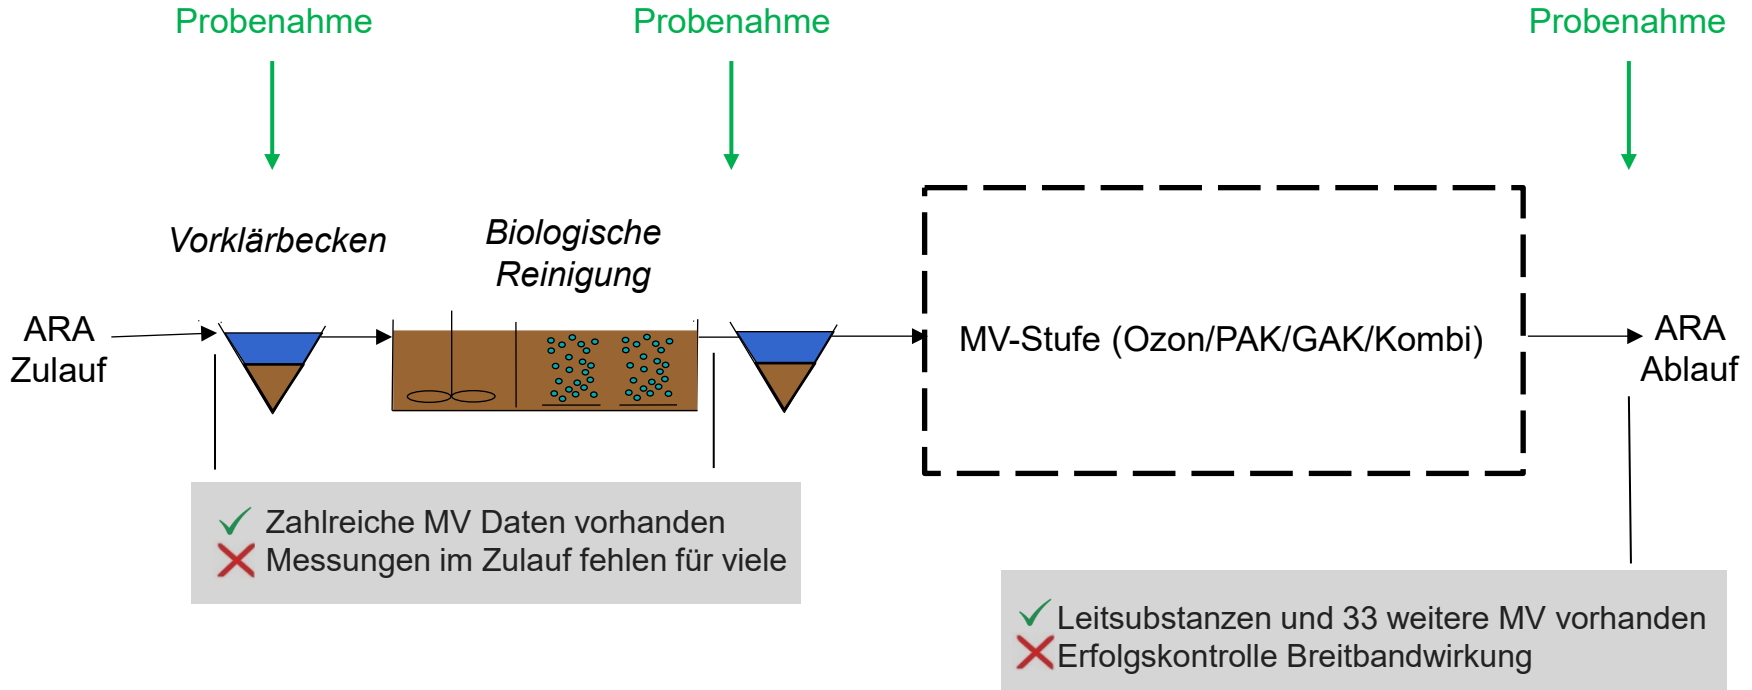 Probenahme
Probenahme
Probenahme
Vorklärbecken
Biologische
Reinigung
ARA
Zulauf
MV-Stufe (Ozon/PAK/GAK/Kombi)
ARA
Ablauf
Zahlreiche MV Daten vorhanden
Messungen im Zulauf fehlen für viele
Leitsubstanzen und 33 weitere MV vorhanden
Erfolgskontrolle Breitbandwirkung